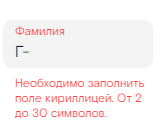 Фамилия
Г-
Необходимо заполнить
поле кириллицей. От 2
до 30 символов.